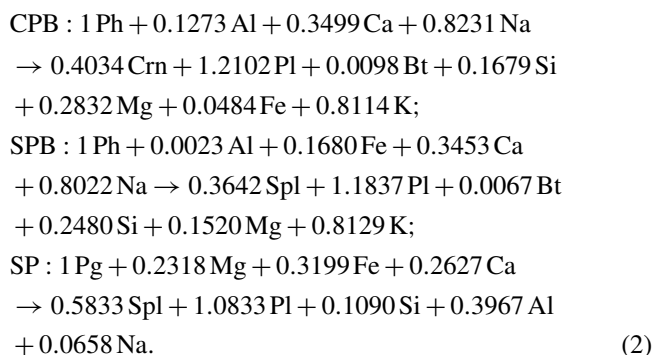 CPB : 1 Ph + 0.1273 Al + 0.3499 Ca + 0.8231 Na
→ 0.4034 Crn + 1.2102 Pl + 0.0098 Bt + 0.1679 Si
+ 0.2832 Mg + 0.0484 Fe + 0.8114 K;
SPB : 1 Ph + 0.0023 Al + 0.1680 Fe + 0.3453 Ca
+ 0.8022 Na → 0.3642 Spl + 1.1837 Pl + 0.0067 Bt
+ 0.2480 Si + 0.1520 Mg + 0.8129 K;
SP : 1 Pg + 0.2318 Mg + 0.3199 Fe + 0.2627 Ca
→ 0.5833 Spl + 1.0833 Pl + 0.1090 Si + 0.3967 Al
+ 0.0658 Na. (2)